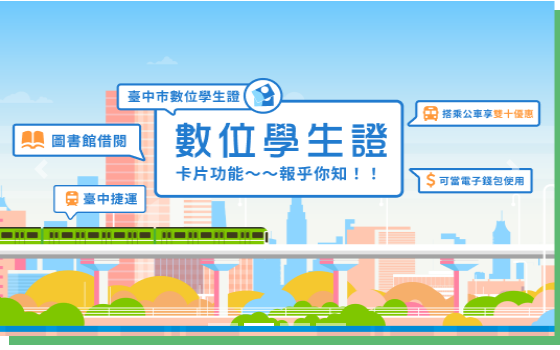 臺中市數位學生證
數位學生證
卡片功能~~報乎你知！！
圖書館借閱
臺中捷運
搭乘公車享雙十優惠
可當電子錢包使用